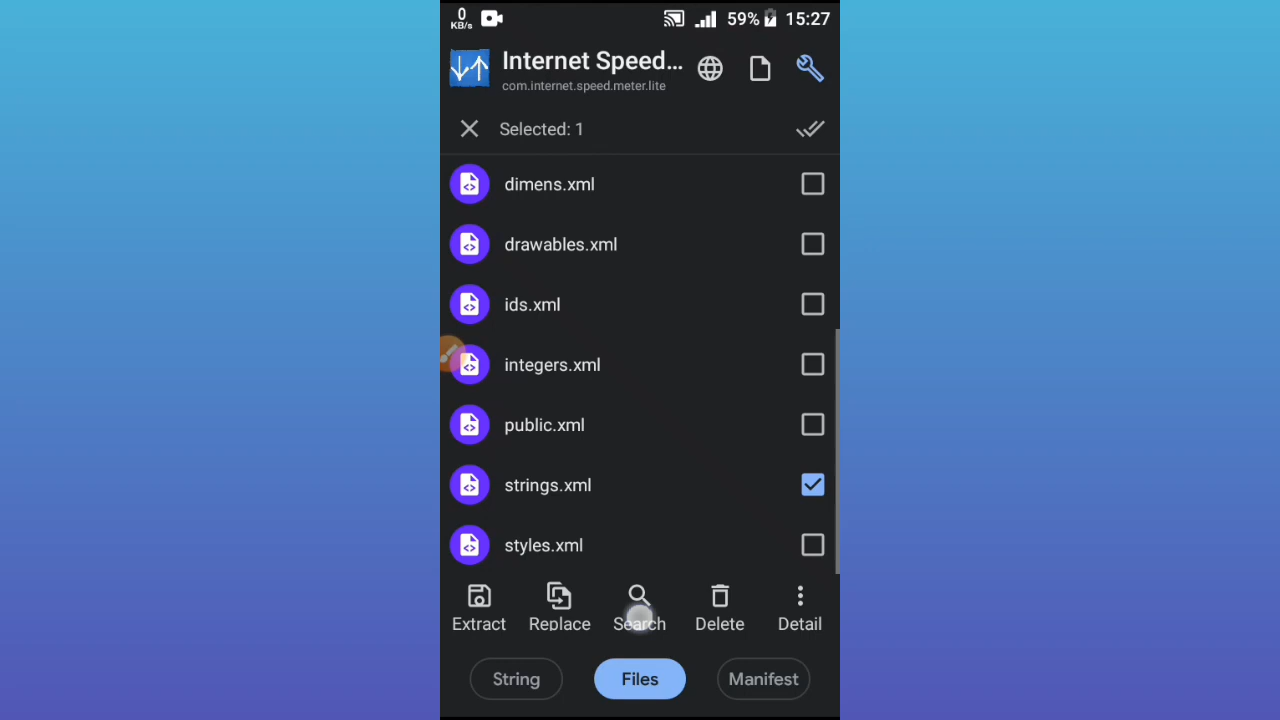 0
KB/s
59%
15:27
Internet Speed...
com.internet.speed.meter.lite
Selected: 1
dimens.xml
drawables.xml
ids.xml
integers.xml
public.xml
strings.xml
styles.xml
Extract Replace Search Delete Detail
String Files Manifest